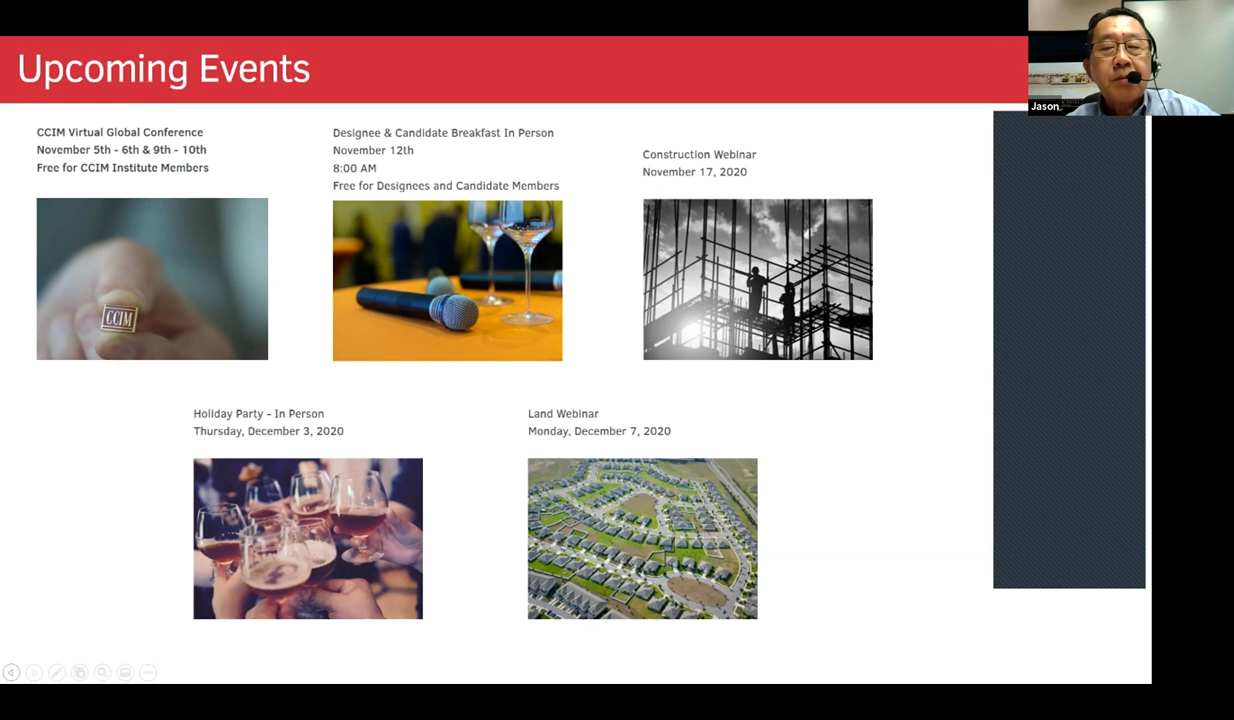 Upcoming Events
Jason
CCIM Virtual Global Conference
November 5th - 6th & 9th - 10th
Free for CCIM Institute Members
Designee & Candidate Breakfast In Person
November 12th
8:00 AM
Free for Designees and Candidate Members
Construction Webinar
November 17, 2020
CCIM
Holiday Party - In Person
Thursday, December 3, 2020
Land Webinar
Monday, December 7, 2020